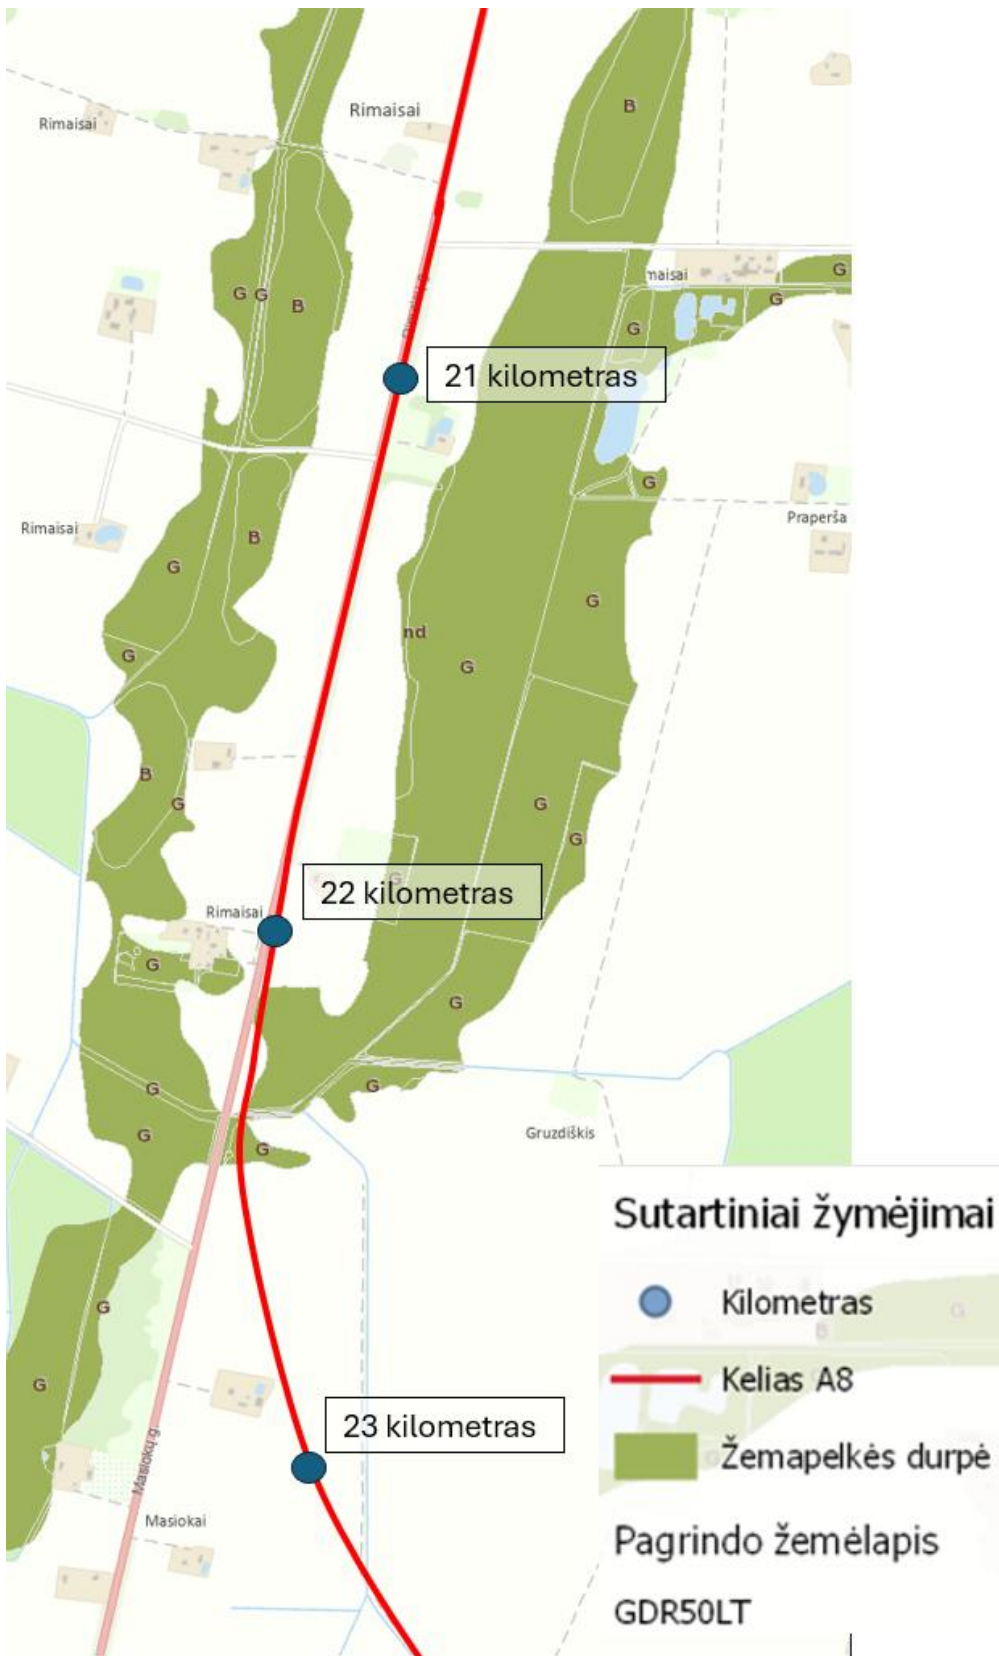 B
Rimaisai
Rimaisai
G
maisai
G
G
G
G
B
G
21 kilometras
G
Praperša
Rimaisai
B
G
G
nd
G
G
B
G
G
G
G
22 kilometras
Rimaisai
G
G
G
G
G
Gruzdiškis
G
G
G
23 kilometras
Masiokų g.
Masiokai
Sutartiniai žymėjimai
Kilometras
Kelias A8
Žemapelkės durpė
Pagrindo žemėlapis
GDR50LT